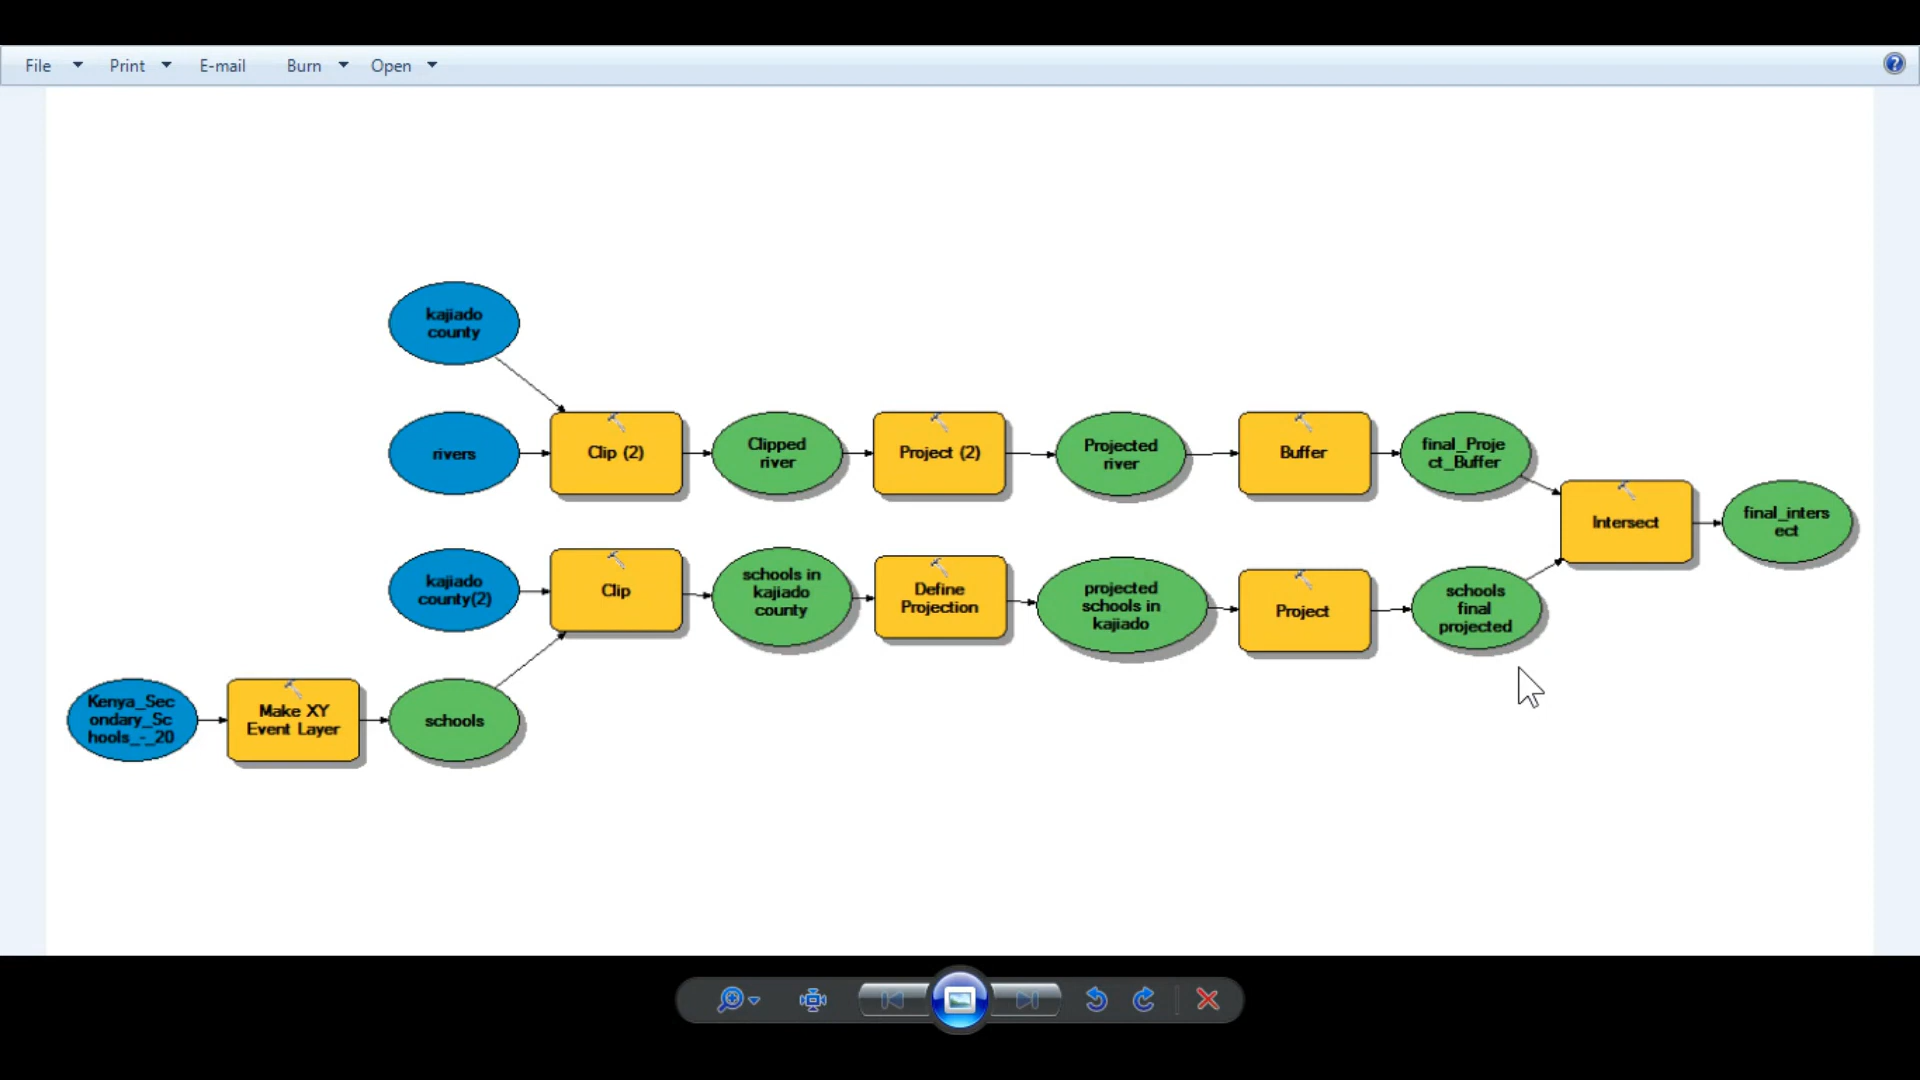 File
Print
E-mail
Burn
Open
kajiado
county
rivers
Clip (2)
Clipped
river
Project (2)
Projected
river
Buffer
final_Proje
ct_Buffer
Intersect
final_inters
ect
kajiado
county(2)
Clip
schools in
kajiado
county
Define
Projection
projected
schools in
kajiado
Project
schools
final
projected
Kenya_Sec
ondary_Sc
hools_-_20
Make XY
Event Layer
schools